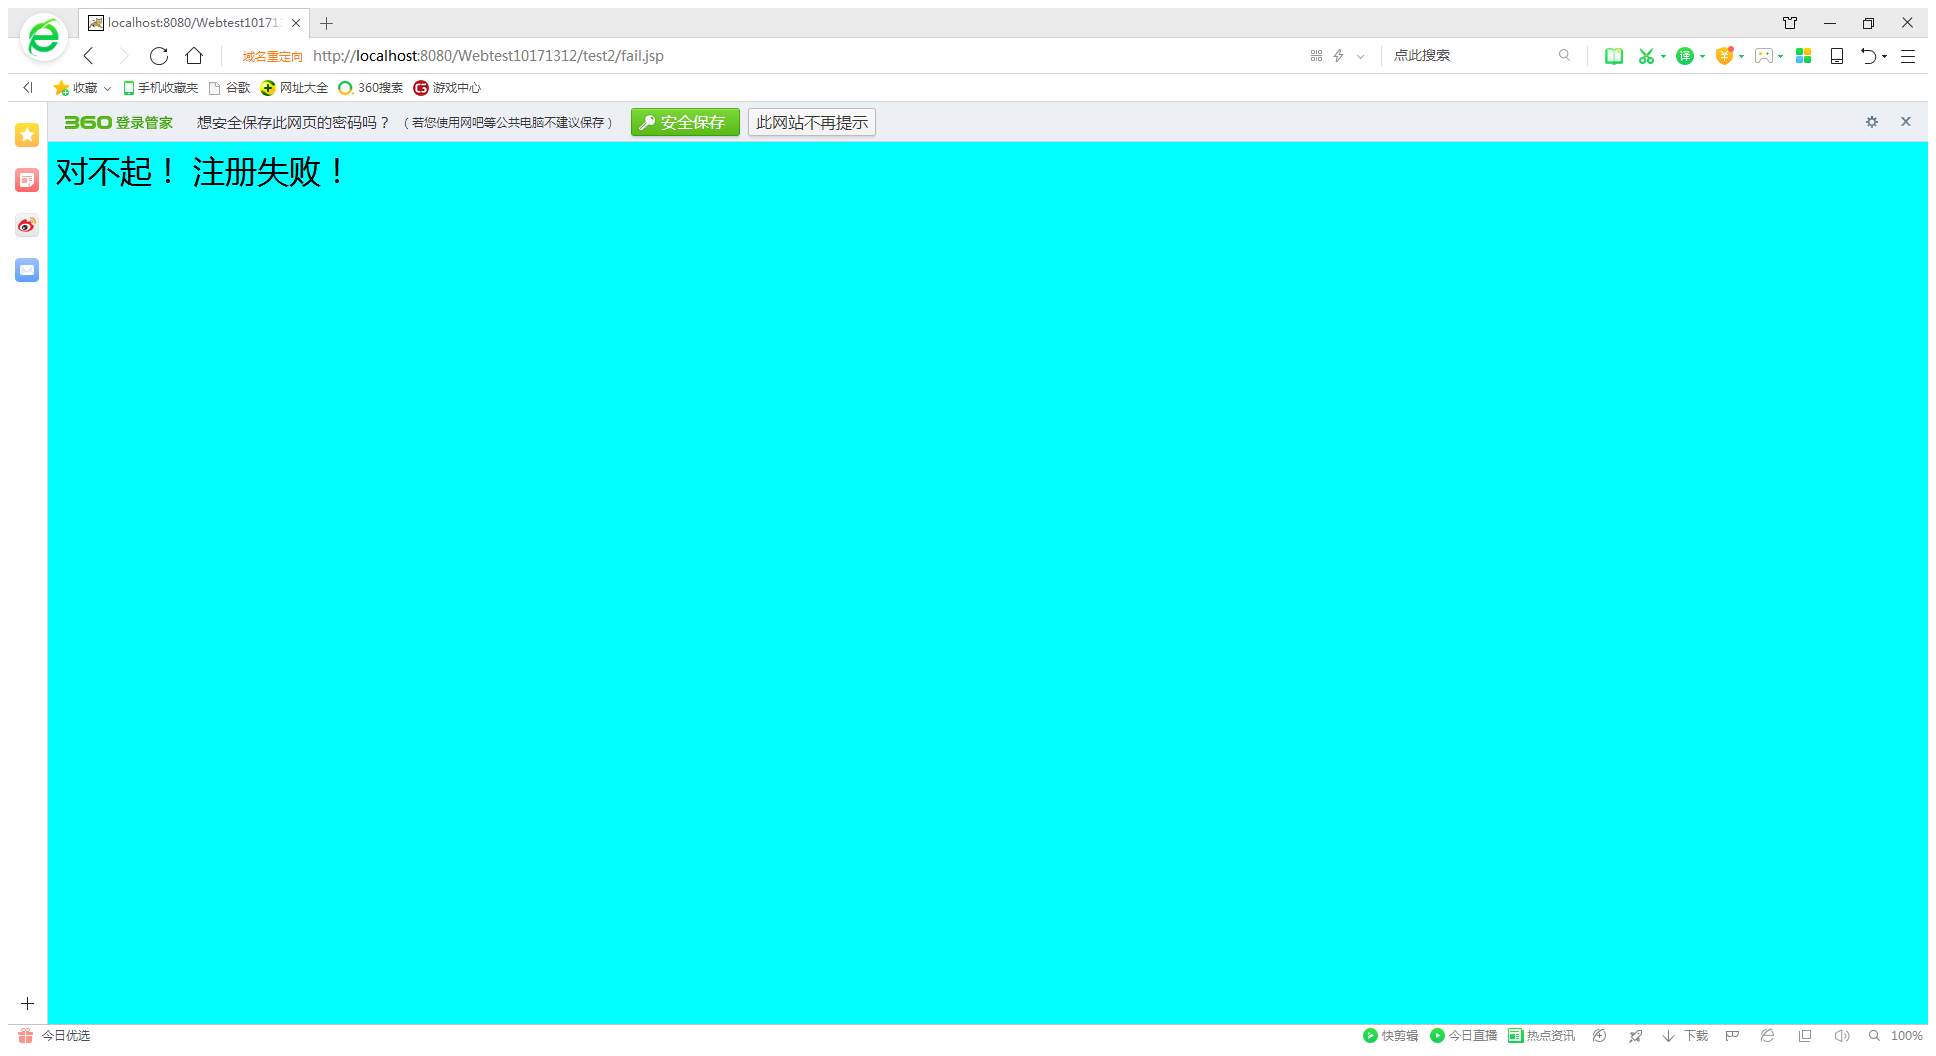 localhost:8080/Webtest10171
域名重定向 http://localhost:8080/Webtest10171312/test2/fail.jsp 点此搜索 译
收藏 手机收藏夹 谷歌 网址大全 360搜索 游戏中心
360 登录管家 想安全保存此网页的密码吗？ （若您使用网吧等公共电脑不建议保存） 安全保存 此网站不再提示
对不起！ 注册失败！
今日优选 快剪辑 今日直播 热点资讯 下载 100%